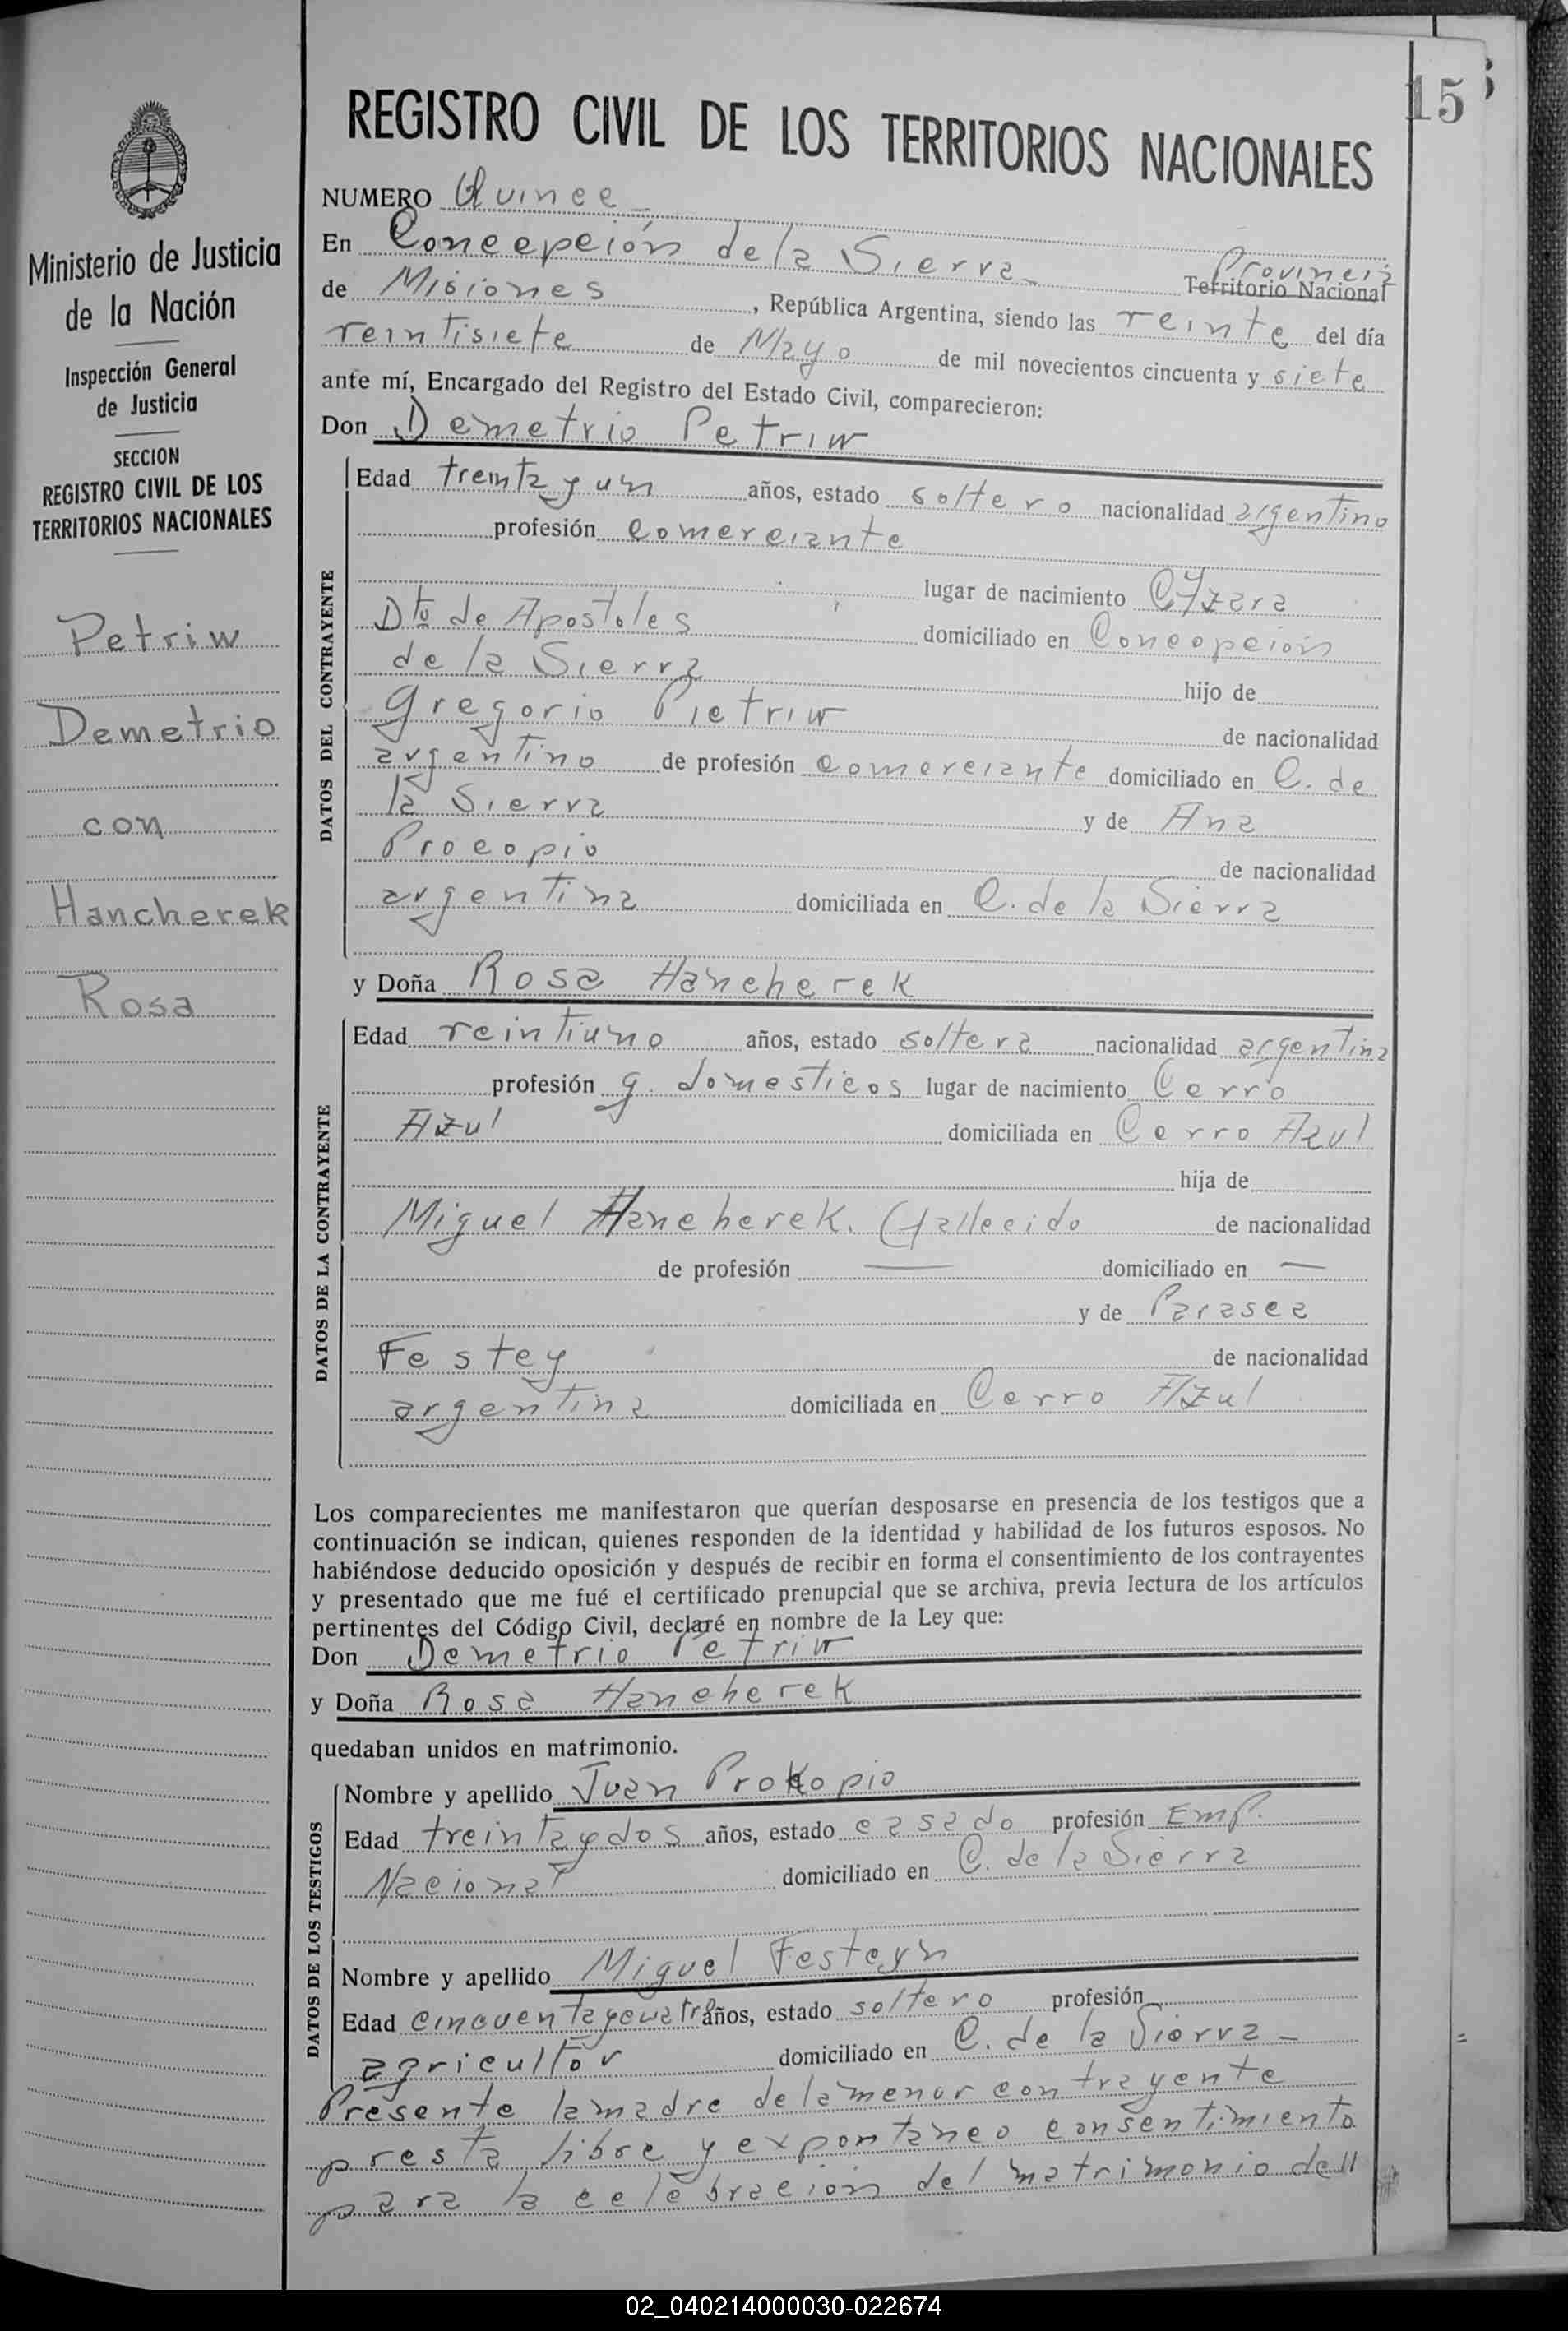 15
Ministerio de Justicia
de la Nación
Inspección General
de Justicia
SECCION
REGISTRO CIVIL DE LOS
TERRITORIOS NACIONALES
Petriw
Demetrio
con
Hancherek
Rosa
REGISTRO CIVIL DE LOS TERRITORIOS NACIONALES
NUMERO Quince
En Concepción de la Sierra Provincia Territorio Nacional
de Misiones, República Argentina, siendo las veinte del día
veintisiete de Mayo de mil novecientos cincuenta y siete
ante mí, Encargado del Registro del Estado Civil, comparecieron:
Don Demetrio Petriw
DATOS DEL CONTRAYENTE
Edad treinta y un años, estado soltero nacionalidad argentino
profesión comerciante
lugar de nacimiento Azara
Dto de Apostoles domiciliado en Concepción
de la Sierra hijo de
Gregorio Pietriw de nacionalidad
argentino de profesión comerciante domiciliado en C. de
la Sierra y de Ana
Procopio de nacionalidad
argentina domiciliada en C. de la Sierra
y Doña Rosa Hancherek
DATOS DE LA CONTRAYENTE
Edad veintiuno años, estado soltera nacionalidad argentina
profesión q. domesticos lugar de nacimiento Cerro
Azul domiciliada en Cerro Azul
hija de
Miguel Hancherek. (fallecido de nacionalidad
de profesión — domiciliado en —
y de Parasca
Festey de nacionalidad
argentina domiciliada en Cerro Azul
Los comparecientes me manifestaron que querían desposarse en presencia de los testigos que a
continuación se indican, quienes responden de la identidad y habilidad de los futuros esposos. No
habiéndose deducido oposición y después de recibir en forma el consentimiento de los contrayentes
y presentado que me fué el certificado prenupcial que se archiva, previa lectura de los artículos
pertinentes del Código Civil, declaré en nombre de la Ley que:
Don Demetrio Petriw
y Doña Rosa Hancherek
quedaban unidos en matrimonio.
DATOS DE LOS TESTIGOS
Nombre y apellido Juan Prokopio
Edad treinta y dos años, estado casado profesión Emp.
Nacional domiciliado en C. de la Sierra
Nombre y apellido Miguel Festeyn
Edad cincuenta y cuatro años, estado soltero profesión
agricultor domiciliado en C. de la Sierra
Presente la madre de la menor contrayente
presta libre y expontaneo consentimiento
para la celebracion del matrimonio de
02_040214000030-022674